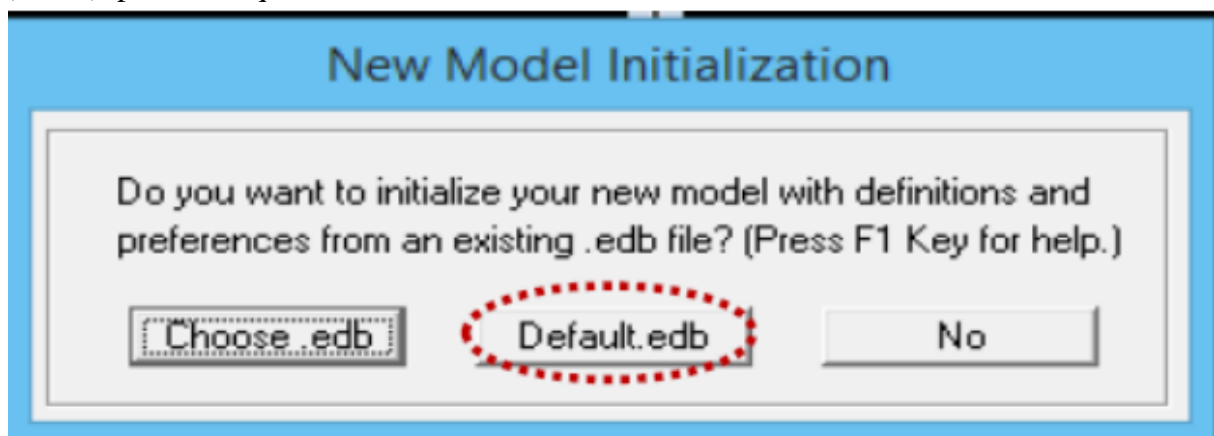 New Model Initialization
Do you want to initialize your new model with definitions and
preferences from an existing .edb file? (Press F1 Key for help.)
Choose .edb Default.edb No